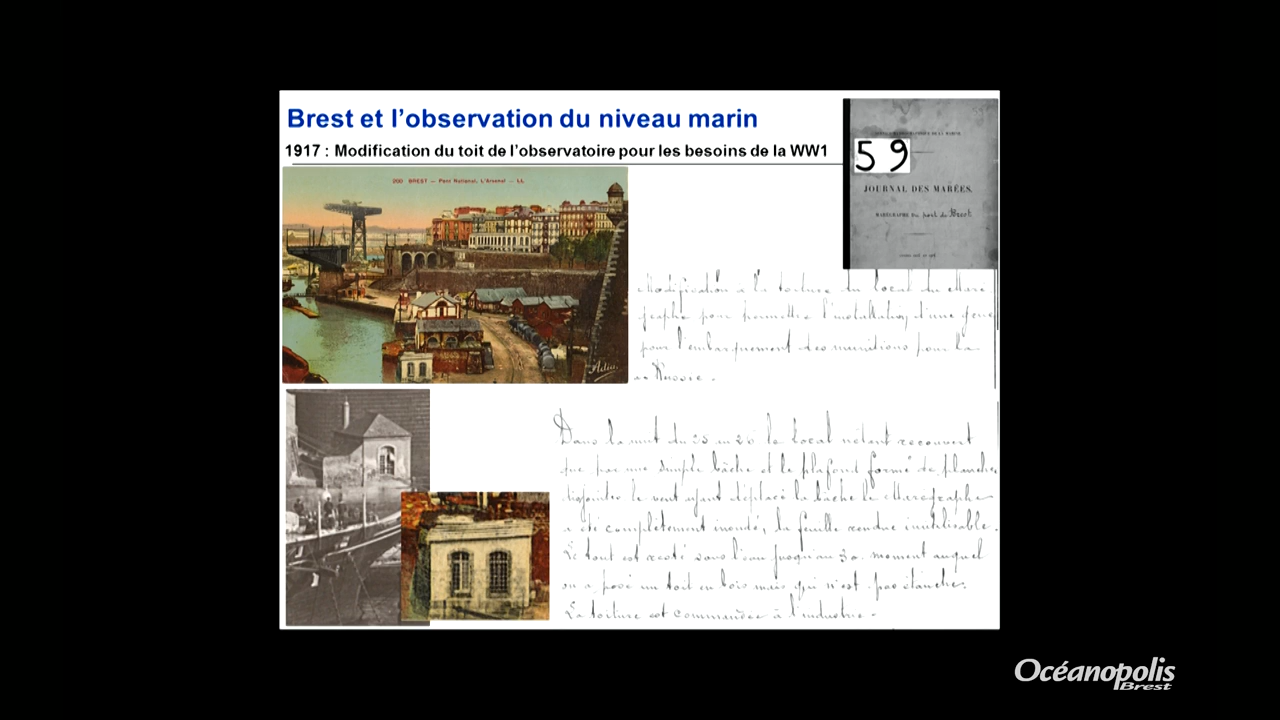 Brest et l'observation du niveau marin
1917 : Modification du toit de l'observatoire pour les besoins de la WW1
59
JOURNAL DES MARÉES.
MARÉGRAPHE Du port de Brest
200 BREST – Pont National, L'Arsenal – LL
Modification à la toiture du local du Maré
graphe pour permettre l'installation d'une grue
pour l'embarquement des munitions pour la
Russie.
Dans la nuit du 25 au 26 le local n'étant recouvert
que par une simple bâche et le plafond formé de planches
disjointes le vent ayant déplacé la bâche le Marégraphe
a été complètement inondé, la feuille rendue inutilisable.
Le tout est resté sous l'eau jusqu'au 30 moment auquel
on a posé un toit en bois mais qui n'est pas étanche.
La toiture est commandée à l'industrie.
Océanopolis
Brest